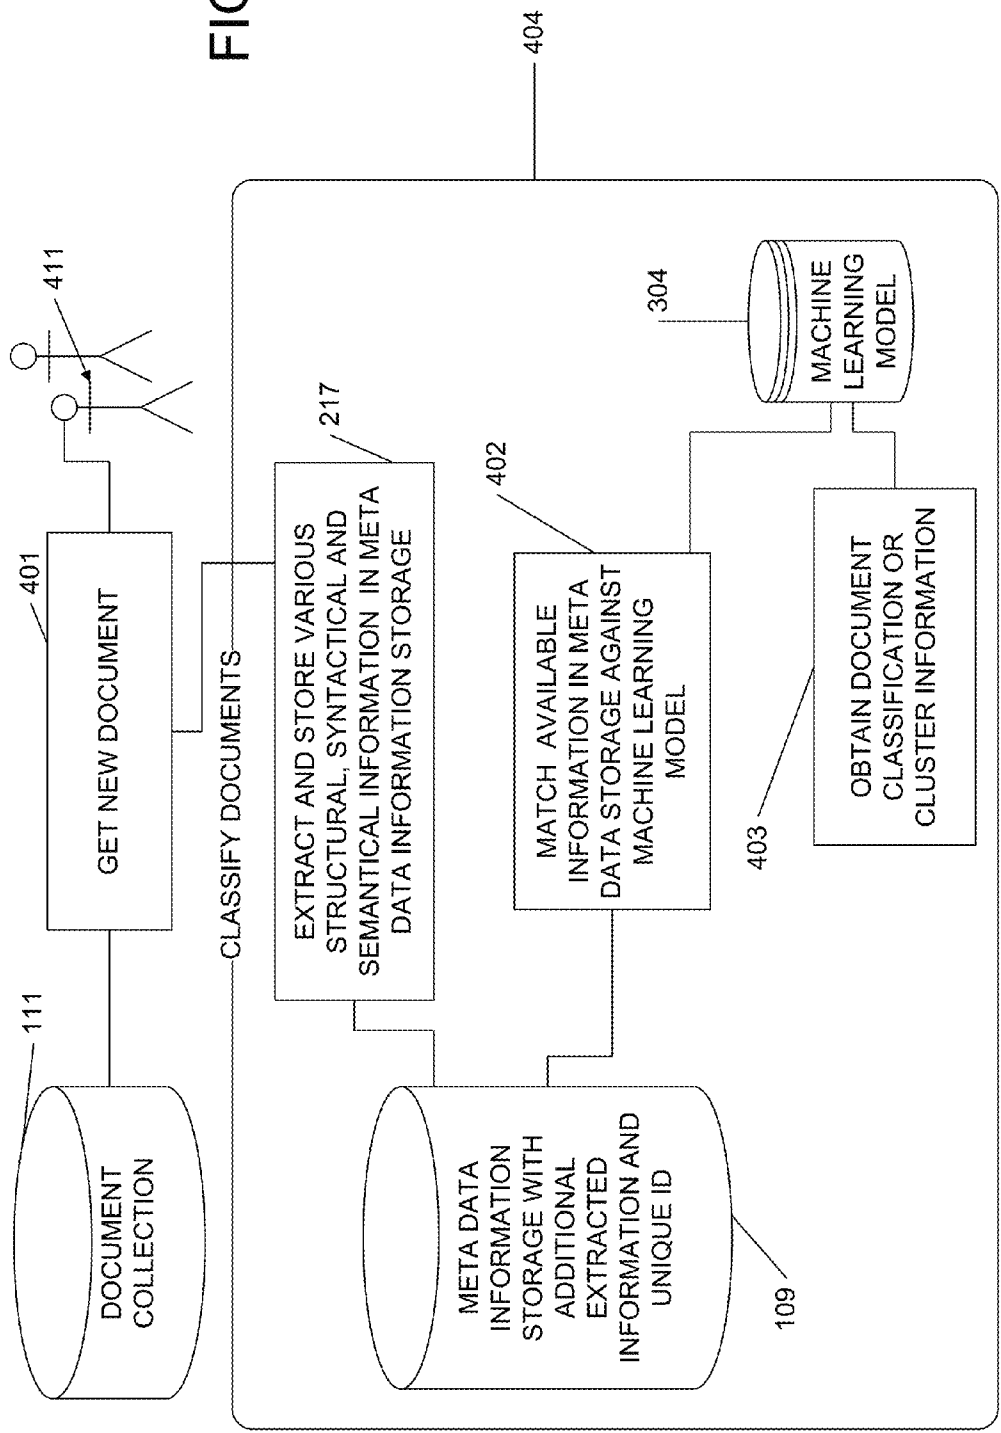 FIG
111
DOCUMENT
COLLECTION
401
GET NEW DOCUMENT
411
404
CLASSIFY DOCUMENTS
217
EXTRACT AND STORE VARIOUS
STRUCTURAL, SYNTACTICAL AND
SEMANTICAL INFORMATION IN META
DATA INFORMATION STORAGE
META DATA
INFORMATION
STORAGE WITH
ADDITIONAL
EXTRACTED
INFORMATION AND
UNIQUE ID
109
402
MATCH AVAILABLE
INFORMATION IN META
DATA STORAGE AGAINST
MACHINE LEARNING
MODEL
304
MACHINE
LEARNING
MODEL
403
OBTAIN DOCUMENT
CLASSIFICATION OR
CLUSTER INFORMATION